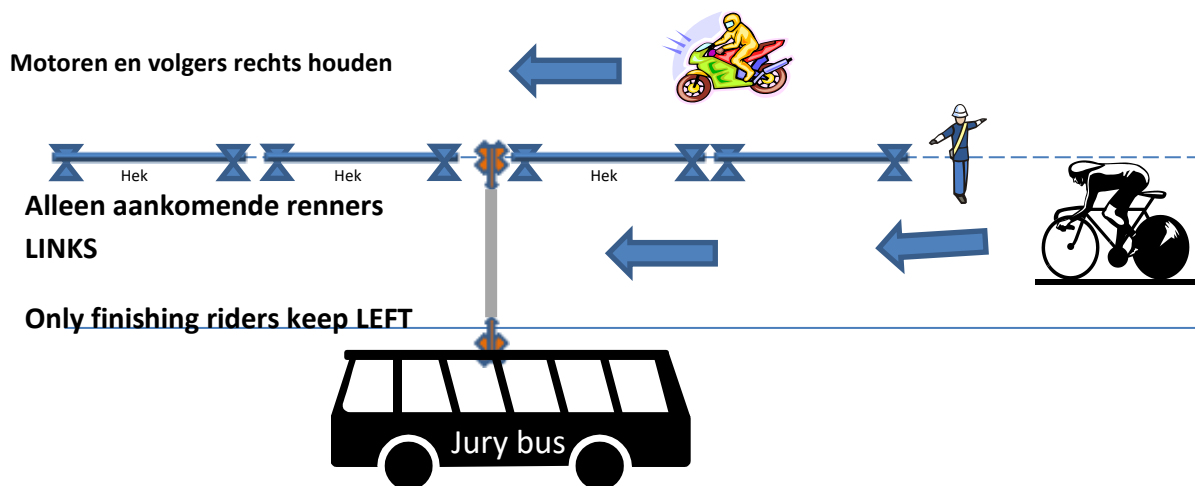 Motoren en volgers rechts houden
Hek
Hek
Hek
Alleen aankomende renners
LINKS
Only finishing riders keep LEFT
Jury bus